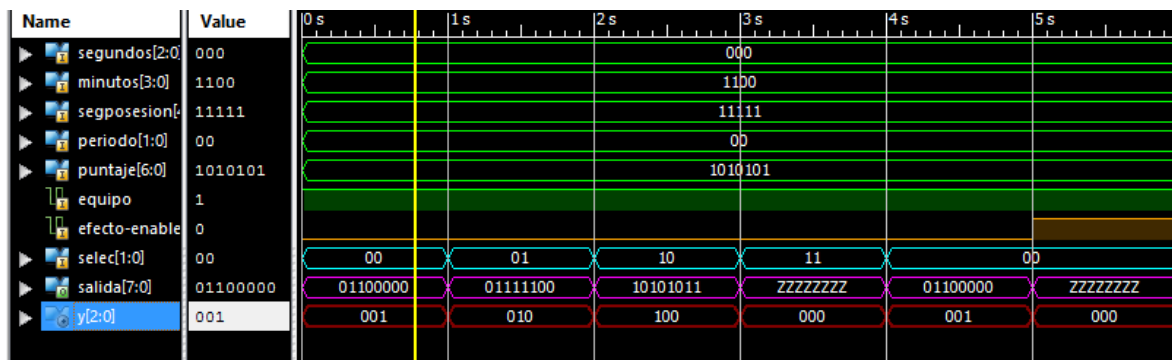 Name Value 0 s 1 s 2 s 3 s 4 s 5 s
segundos[2:0] 000 000
minutos[3:0] 1100 1100
segposesion[4 11111 11111
periodo[1:0] 00 00
puntaje[6:0] 1010101 1010101
equipo 1
efecto-enable 0
selec[1:0] 00 00 01 10 11 00
salida[7:0] 01100000 01100000 01111100 10101011 ZZZZZZZZ 01100000 ZZZZZZZZ
y[2:0] 001 001 010 100 000 001 000